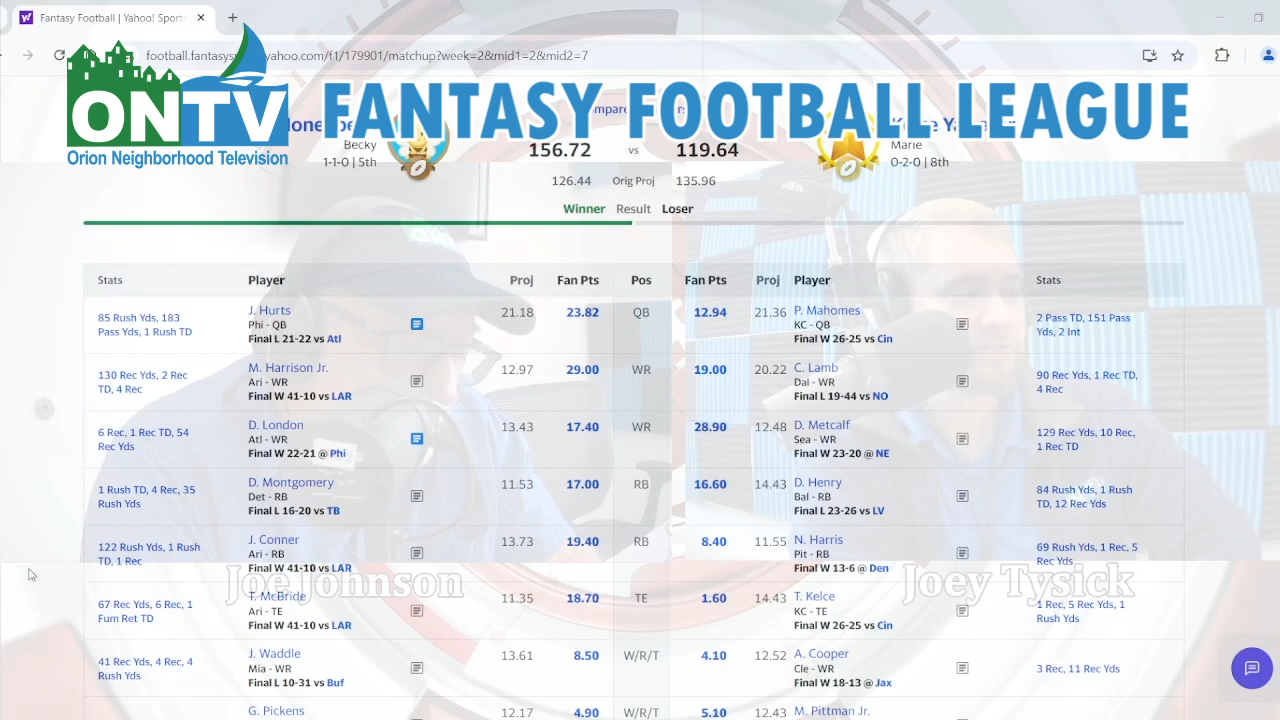 Fantasy Football | Yahoo! Sports
football.fantasys yahoo.com/f1/179901/matchup?week=2&mid1=2&mid2=7
ONTV
Orion Neighborhood Television
FANTASY FOOTBALL LEAGUE
Becky
1-1-0 | 5th
156.72 vs 119.64
Marie
0-2-0 | 8th
126.44 Orig Proj 135.96
Winner Result Loser
Stats Player Proj Fan Pts Pos Fan Pts Proj Player Stats
85 Rush Yds, 183
Pass Yds, 1 Rush TD
J. Hurts
Phi - QB
Final L 21-22 vs Atl
21.18 23.82 QB 12.94 21.36
P. Mahomes
KC - QB
Final W 26-25 vs Cin
2 Pass TD, 151 Pass
Yds, 2 Int
130 Rec Yds, 2 Rec
TD, 4 Rec
M. Harrison Jr.
Ari - WR
Final W 41-10 vs LAR
12.97 29.00 WR 19.00 20.22
C. Lamb
Dal - WR
Final L 19-44 vs NO
90 Rec Yds, 1 Rec TD,
4 Rec
6 Rec, 1 Rec TD, 54
Rec Yds
D. London
Atl - WR
Final W 22-21 @ Phi
13.43 17.40 WR 28.90 12.48
D. Metcalf
Sea - WR
Final W 23-20 @ NE
129 Rec Yds, 10 Rec,
1 Rec TD
1 Rush TD, 4 Rec, 35
Rush Yds
D. Montgomery
Det - RB
Final L 16-20 vs TB
11.53 17.00 RB 16.60 14.43
D. Henry
Bal - RB
Final L 23-26 vs LV
84 Rush Yds, 1 Rush
TD, 12 Rec Yds
122 Rush Yds, 1 Rush
TD, 1 Rec
J. Conner
Ari - RB
Final W 41-10 vs LAR
13.73 19.40 RB 8.40 11.55
N. Harris
Pit - RB
Final W 13-6 @ Den
69 Rush Yds, 1 Rec, 5
Rec Yds
Joe Johnson
Joey Tysick
67 Rec Yds, 6 Rec, 1
Fum Ret TD
T. McBride
Ari - TE
Final W 41-10 vs LAR
11.35 18.70 TE 1.60 14.43
T. Kelce
KC - TE
Final W 26-25 vs Cin
1 Rec, 5 Rec Yds, 1
Rush Yds
41 Rec Yds, 4 Rec, 4
Rush Yds
J. Waddle
Mia - WR
Final L 10-31 vs Buf
13.61 8.50 W/R/T 4.10 12.52
A. Cooper
Cle - WR
Final W 18-13 @ Jax
3 Rec, 11 Rec Yds
G. Pickens 12.17 4.90 W/R/T 5.10 12.43 M. Pittman Jr.